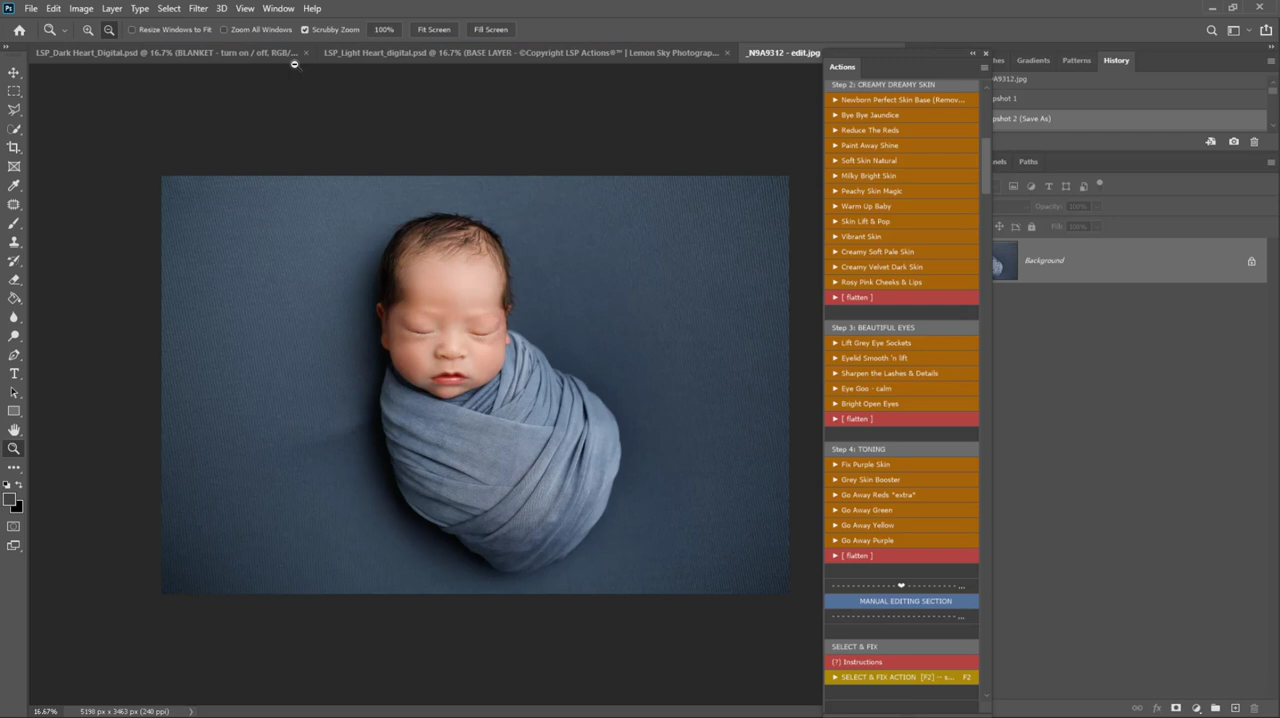 Ps File Edit Image Layer Type Select Filter 3D View Window Help
Resize Windows to Fit Zoom All Windows Scrubby Zoom 100% Fit Screen Fill Screen
LSP_Dark Heart_Digital.psd @ 16.7% (BLANKET - turn on / off, RGB/... × LSP_Light Heart_digital.psd @ 16.7% (BASE LAYER - ©Copyright LSP Actions®™ | Lemon Sky Photograp... × _N9A9312 - edit.jpg
Actions
Step 2: CREAMY DREAMY SKIN
Newborn Perfect Skin Base (Remov...
Bye Bye Jaundice
Reduce The Reds
Paint Away Shine
Soft Skin Natural
Milky Bright Skin
Peachy Skin Magic
Warm Up Baby
Skin Lift & Pop
Vibrant Skin
Creamy Soft Pale Skin
Creamy Velvet Dark Skin
Rosy Pink Cheeks & Lips
[ flatten ]
Step 3: BEAUTIFUL EYES
Lift Grey Eye Sockets
Eyelid Smooth 'n lift
Sharpen the Lashes & Details
Eye Goo - calm
Bright Open Eyes
[ flatten ]
Step 4: TONING
Fix Purple Skin
Grey Skin Booster
Go Away Reds *extra*
Go Away Green
Go Away Yellow
Go Away Purple
[ flatten ]
- - - - - - - - - - ❤ - - - - - - - - - ...
MANUAL EDITING SECTION
- - - - - - - - - - - - - - - - - - - ...
SELECT & FIX
(?) Instructions
SELECT & FIX ACTION [F2] ~ s... F2
hes Gradients Patterns History
A9312.jpg
pshot 1
pshot 2 (Save As)
nels Paths
Opacity: 100%
Fill: 100%
Background
16.67% 5198 px x 3463 px (240 ppi)